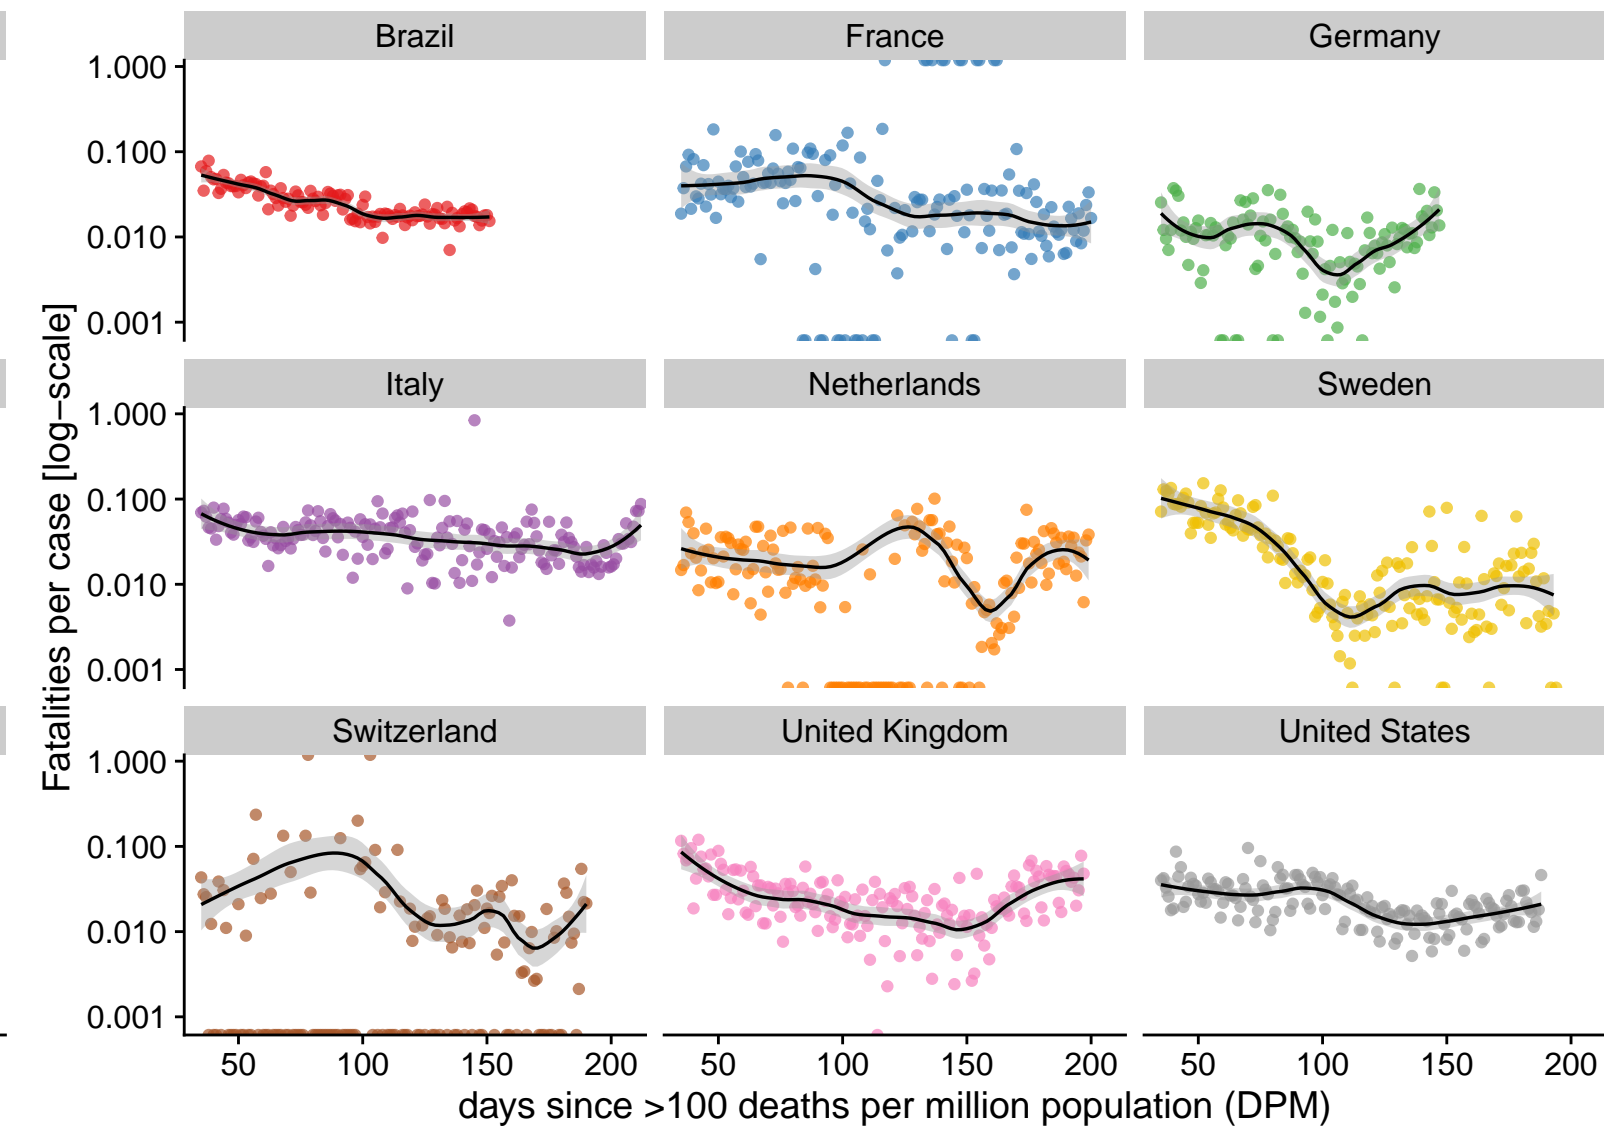 Brazil
France
Germany
1.000
0.100
0.010
0.001
Italy
Netherlands
Sweden
1.000
0.100
0.010
0.001
Switzerland
United Kingdom
United States
1.000
0.100
0.010
0.001
Fatalities per case [log−scale]
50 100 150 200
50 100 150 200
50 100 150 200
days since >100 deaths per million population (DPM)